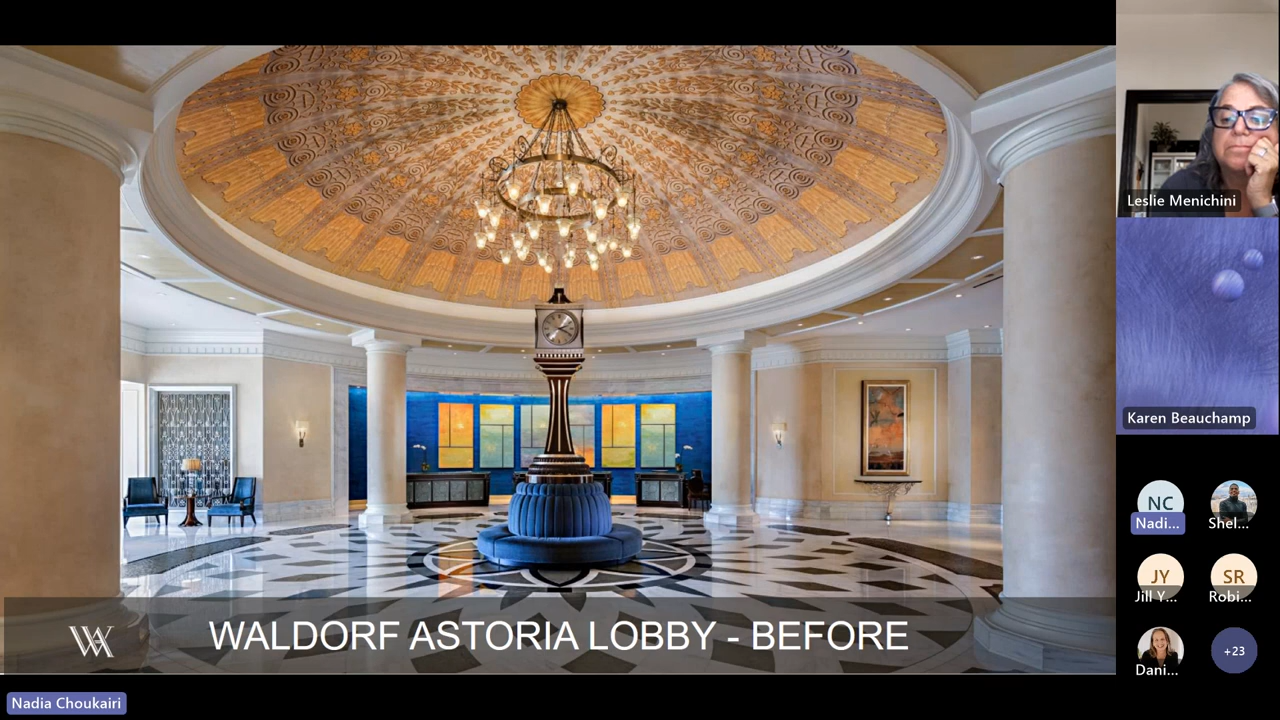 WALDORF ASTORIA LOBBY - BEFORE
Nadia Choukairi
Leslie Menichini
Karen Beauchamp
NC
Nadi...
Shel...
JY
Jill Y...
SR
Robi...
Dani...
+23